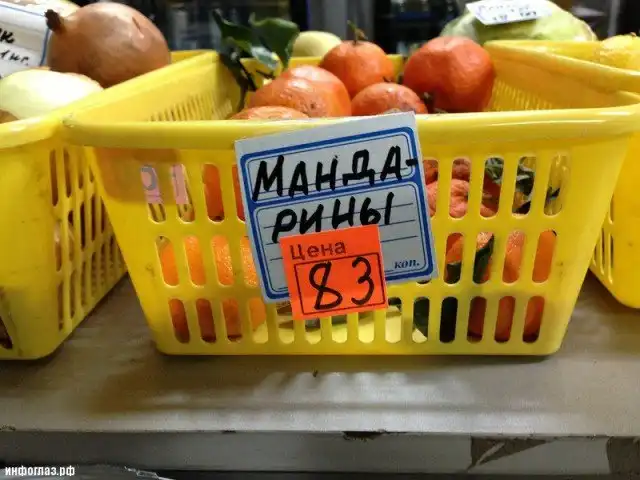 МАНДА-
РИНЫ
Цена
83
коп.
инфоглаз.рф